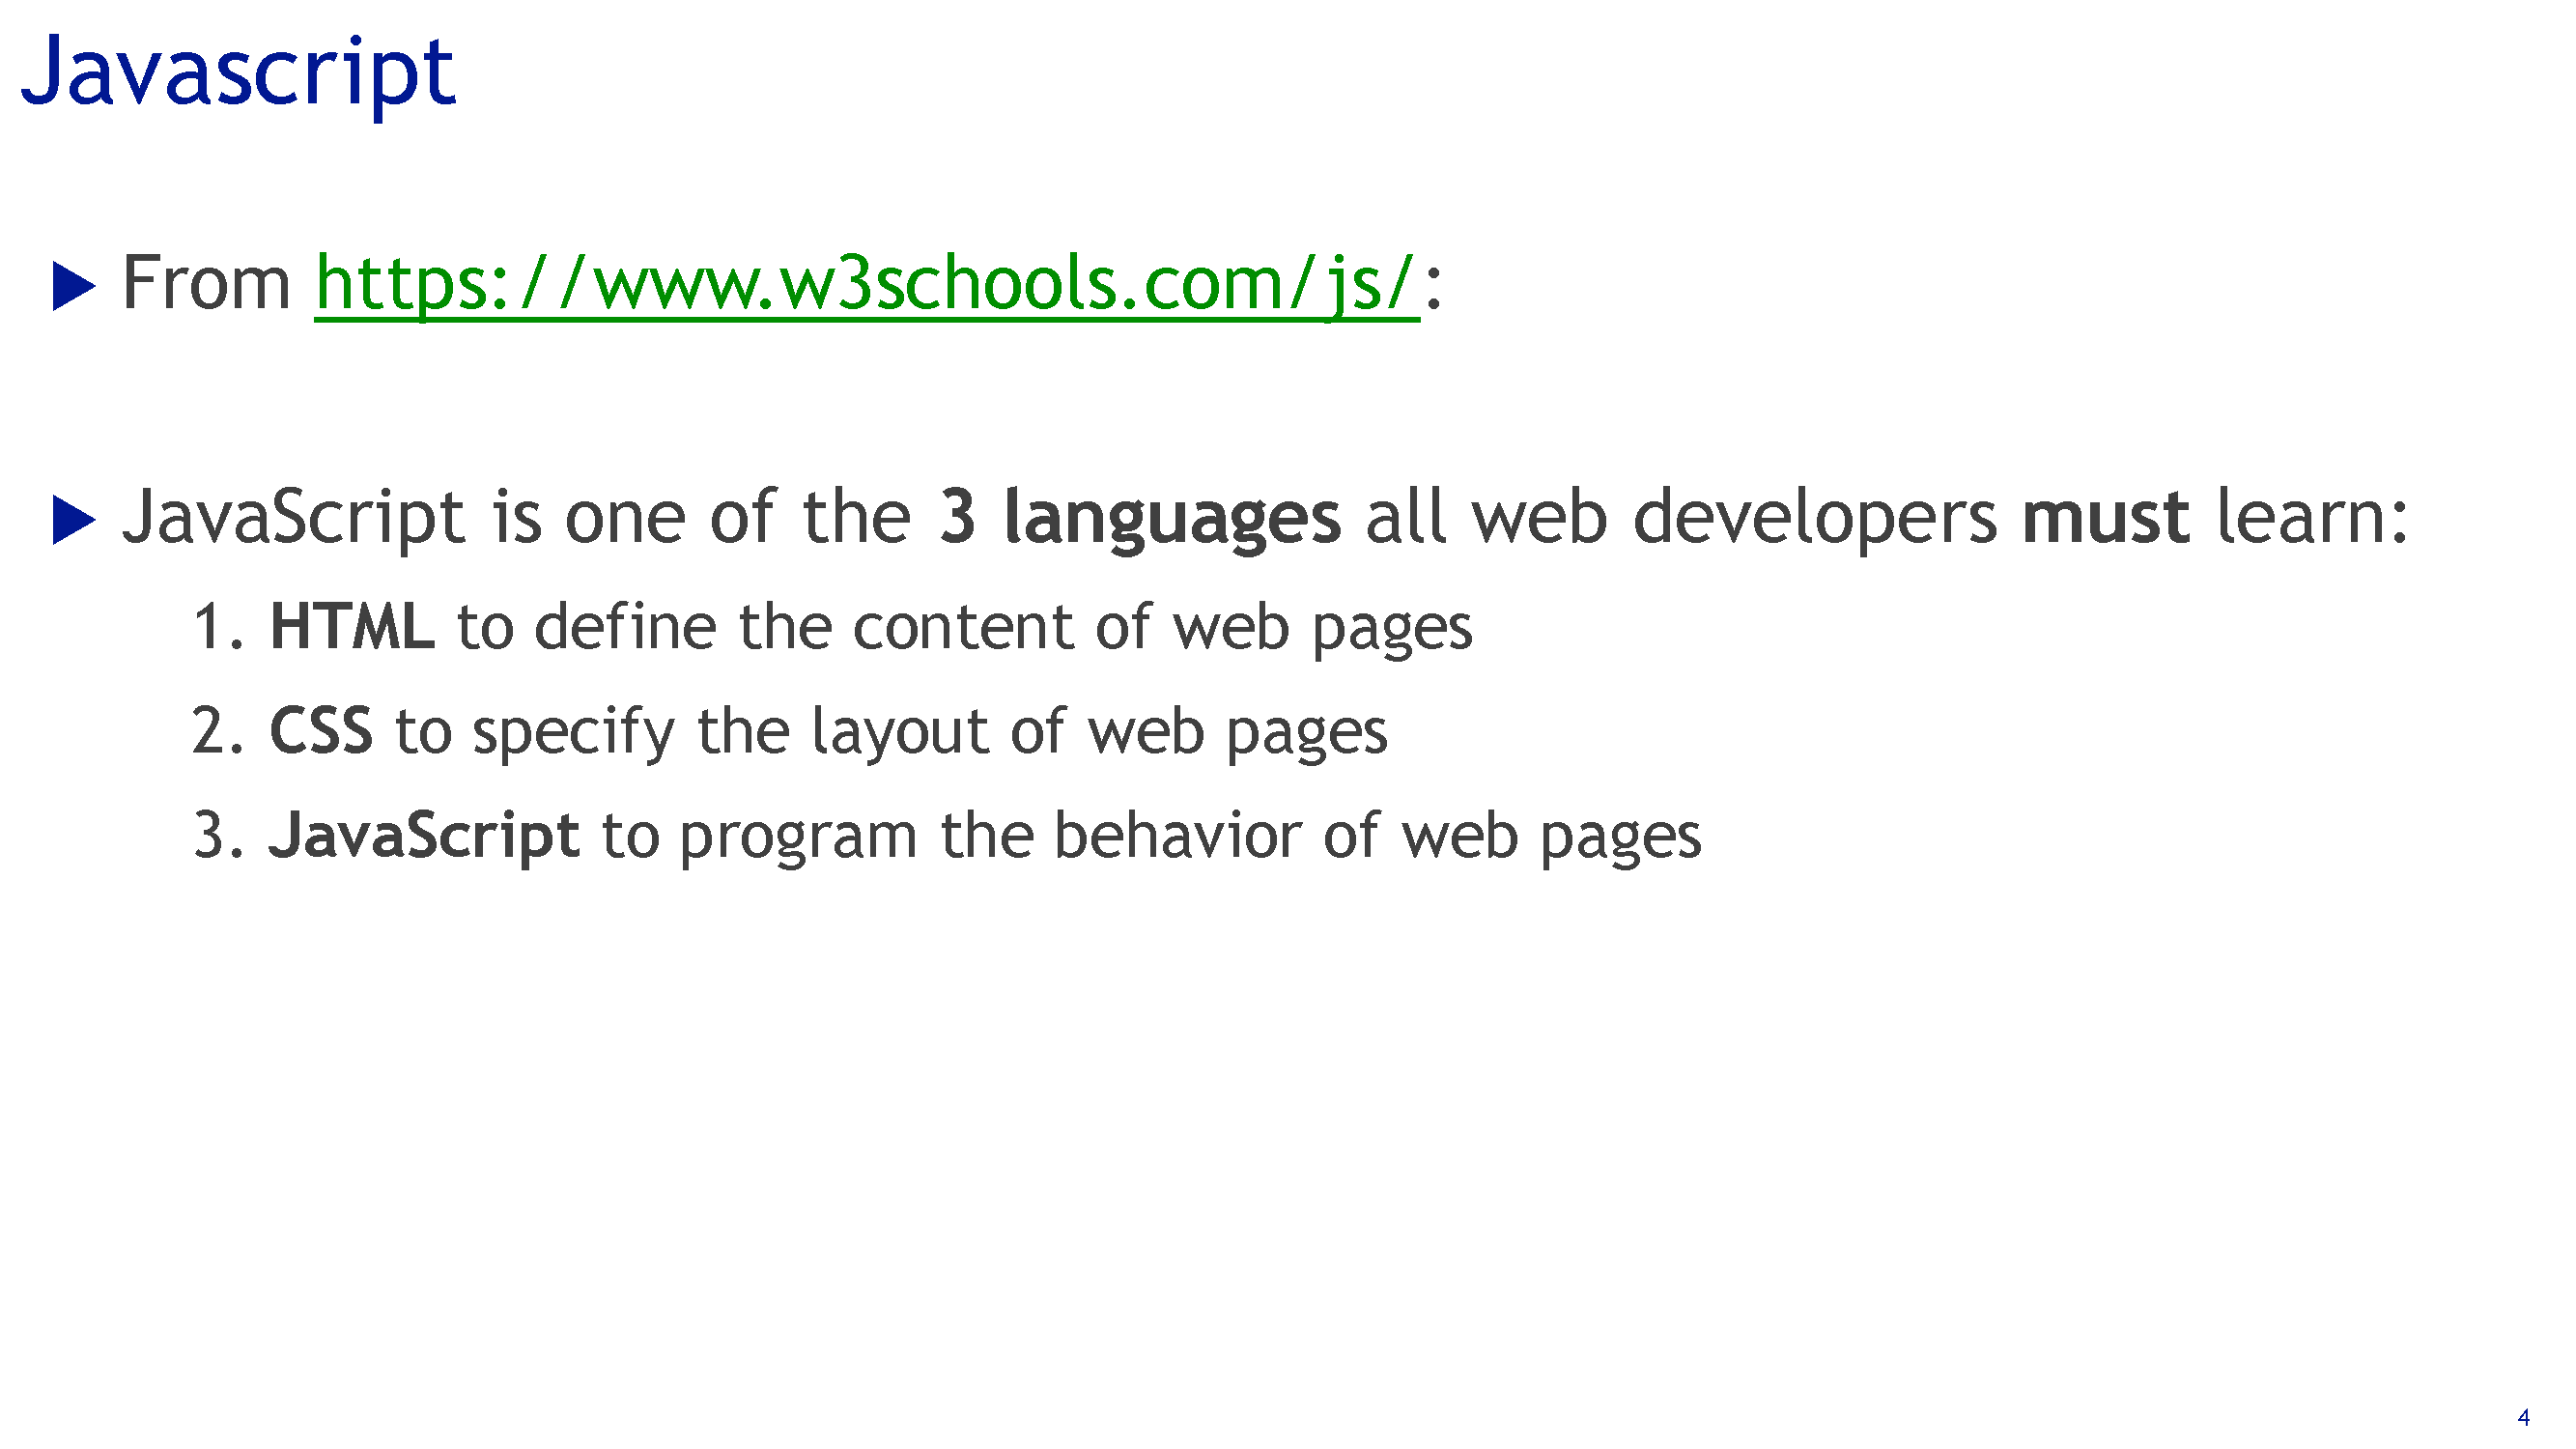 Javascript
From https://www.w3schools.com/js/:
JavaScript is one of the 3 languages all web developers must learn:
1. HTML to define the content of web pages
2. CSS to specify the layout of web pages
3. JavaScript to program the behavior of web pages
4